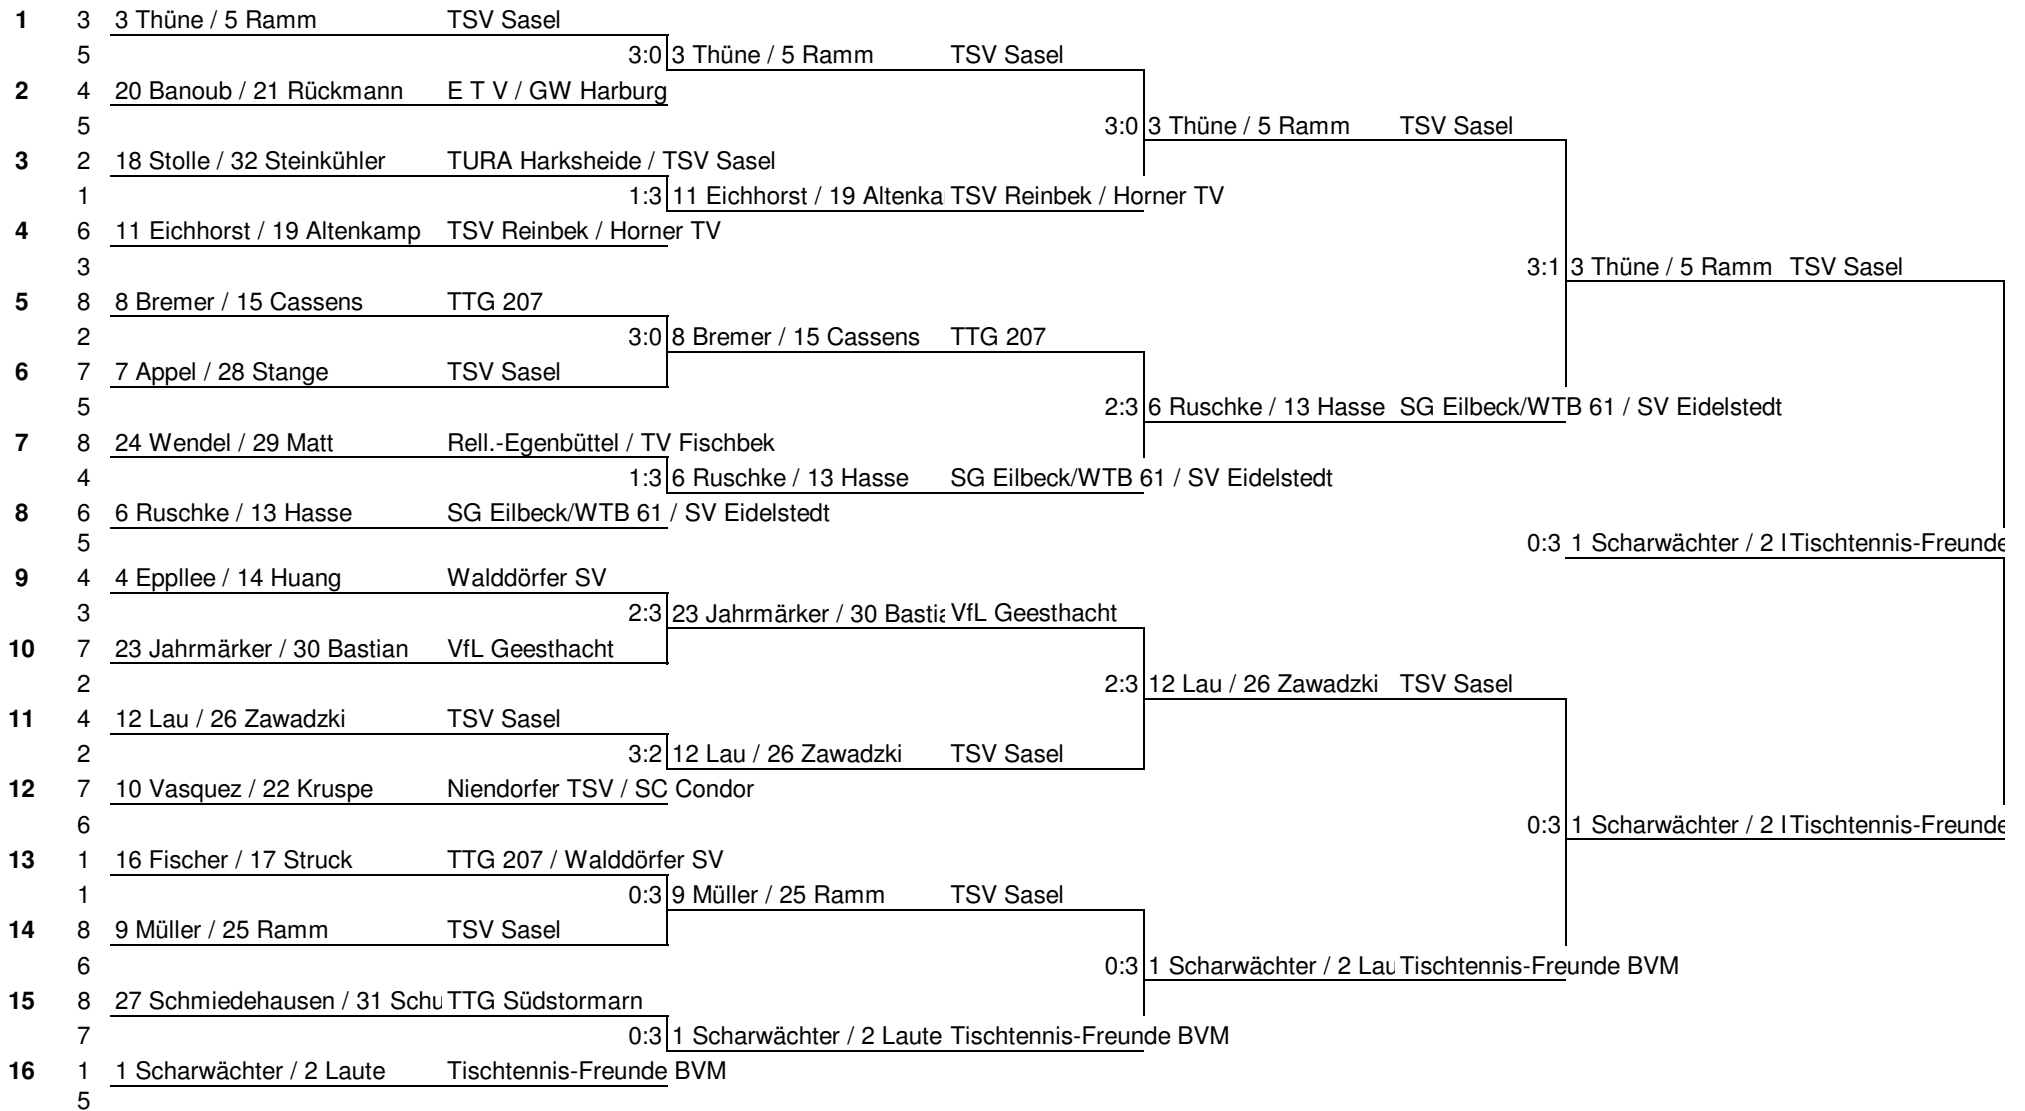 1 3 3 Thüne / 5 Ramm TSV Sasel
5 3:0 3 Thüne / 5 Ramm TSV Sasel
2 4 20 Banoub / 21 Rückmann E T V / GW Harburg
5 3:0 3 Thüne / 5 Ramm TSV Sasel
3 2 18 Stolle / 32 Steinkühler TURA Harksheide / TSV Sasel
1 1:3 11 Eichhorst / 19 Altenka TSV Reinbek / Horner TV
4 6 11 Eichhorst / 19 Altenkamp TSV Reinbek / Horner TV
3 3:1 3 Thüne / 5 Ramm TSV Sasel
5 8 8 Bremer / 15 Cassens TTG 207
2 3:0 8 Bremer / 15 Cassens TTG 207
6 7 7 Appel / 28 Stange TSV Sasel
5 2:3 6 Ruschke / 13 Hasse SG Eilbeck/WTB 61 / SV Eidelstedt
7 8 24 Wendel / 29 Matt Rell.-Egenbüttel / TV Fischbek
4 1:3 6 Ruschke / 13 Hasse SG Eilbeck/WTB 61 / SV Eidelstedt
8 6 6 Ruschke / 13 Hasse SG Eilbeck/WTB 61 / SV Eidelstedt
5 0:3 1 Scharwächter / 2 Tischtennis-Freunde
9 4 4 Eppllee / 14 Huang Walddörfer SV
3 2:3 23 Jahrmärker / 30 Bastia VfL Geesthacht
10 7 23 Jahrmärker / 30 Bastian VfL Geesthacht
2 2:3 12 Lau / 26 Zawadzki TSV Sasel
11 4 12 Lau / 26 Zawadzki TSV Sasel
2 3:2 12 Lau / 26 Zawadzki TSV Sasel
12 7 10 Vasquez / 22 Kruspe Niendorfer TSV / SC Condor
6 0:3 1 Scharwächter / 2 Tischtennis-Freunde
13 1 16 Fischer / 17 Struck TTG 207 / Walddörfer SV
1 0:3 9 Müller / 25 Ramm TSV Sasel
14 8 9 Müller / 25 Ramm TSV Sasel
6 0:3 1 Scharwächter / 2 Lau Tischtennis-Freunde BVM
15 8 27 Schmiedehausen / 31 Schu TTG Südstormarn
7 0:3 1 Scharwächter / 2 Laute Tischtennis-Freunde BVM
16 1 1 Scharwächter / 2 Laute Tischtennis-Freunde BVM
5